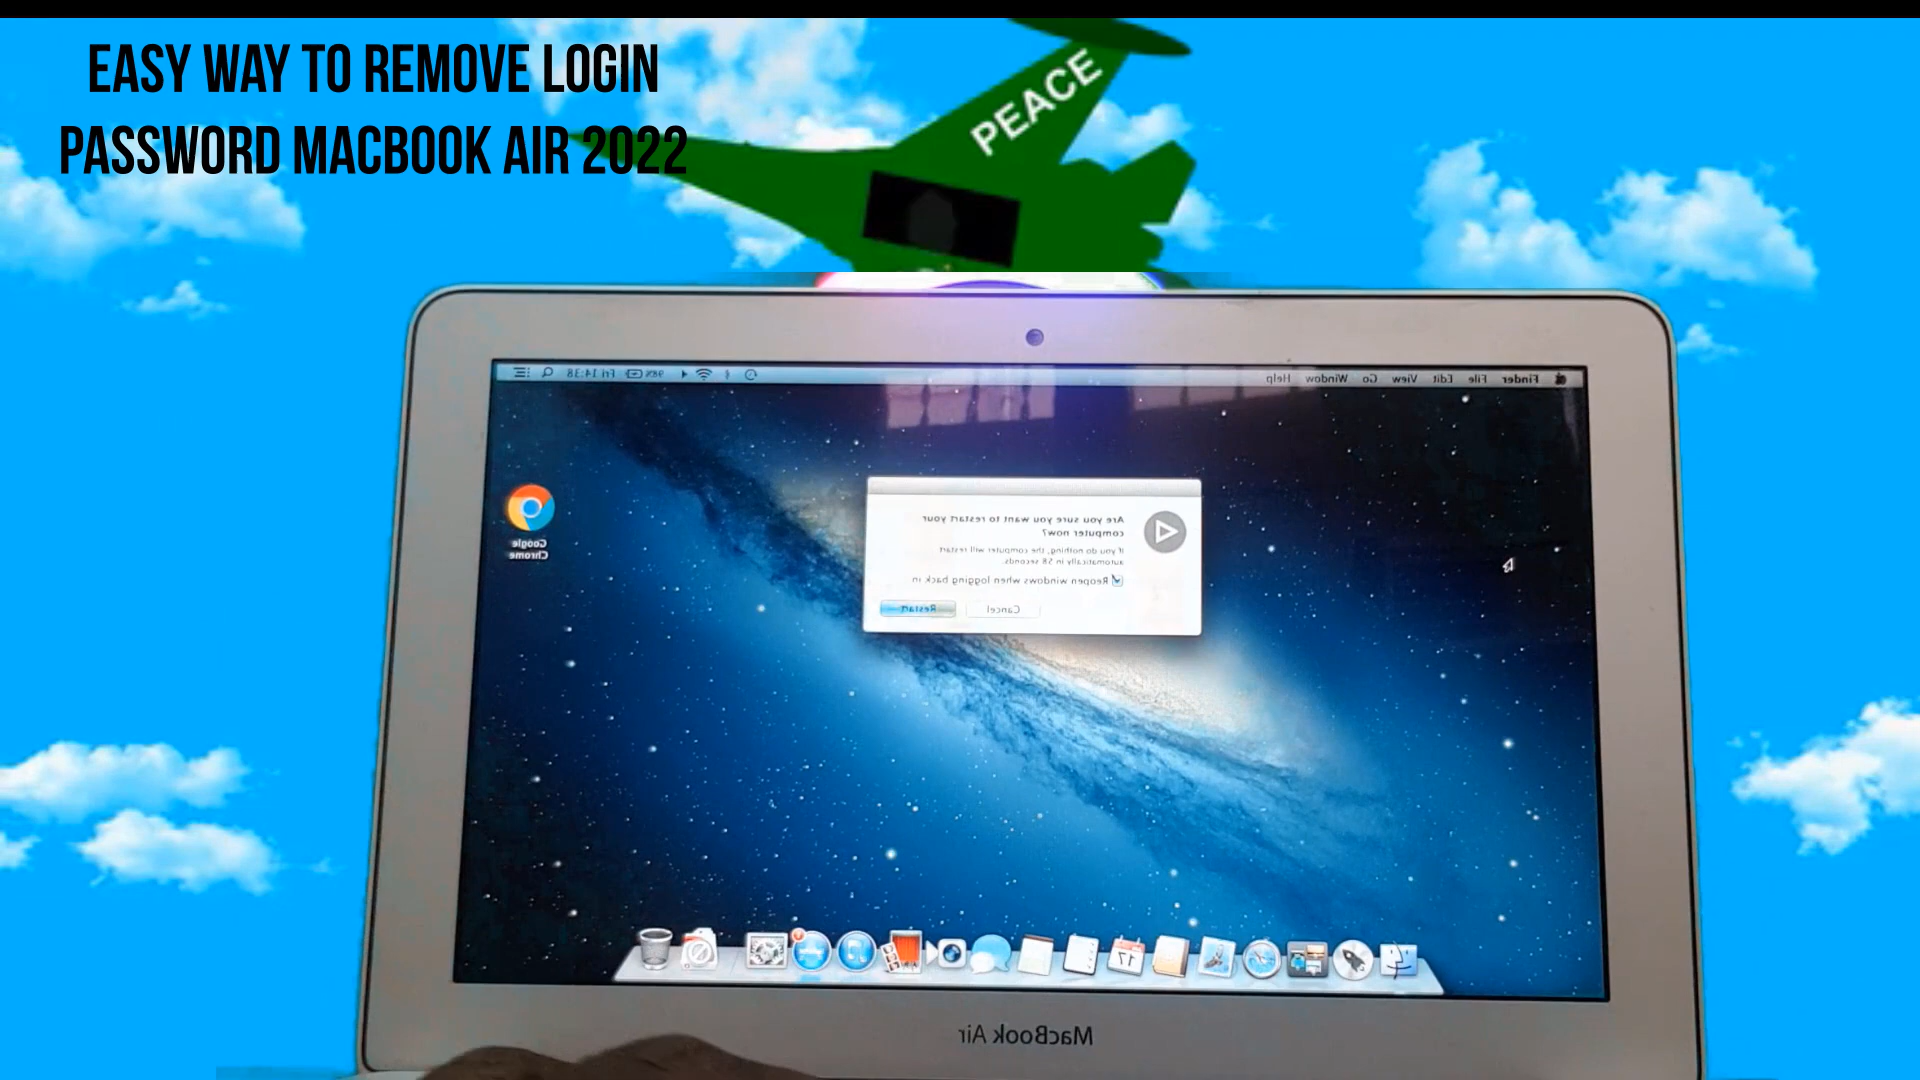 EASY WAY TO REMOVE LOGIN
PASSWORD MACBOOK AIR 2022
PEACE
Finder File Edit View Go Window Help
98% Fri 14:38
Google
Chrome
Are you sure you want to restart your
computer now?
If you do nothing, the computer will restart
automatically in 58 seconds.
Reopen windows when logging back in
Cancel Restart
17
MacBook Air